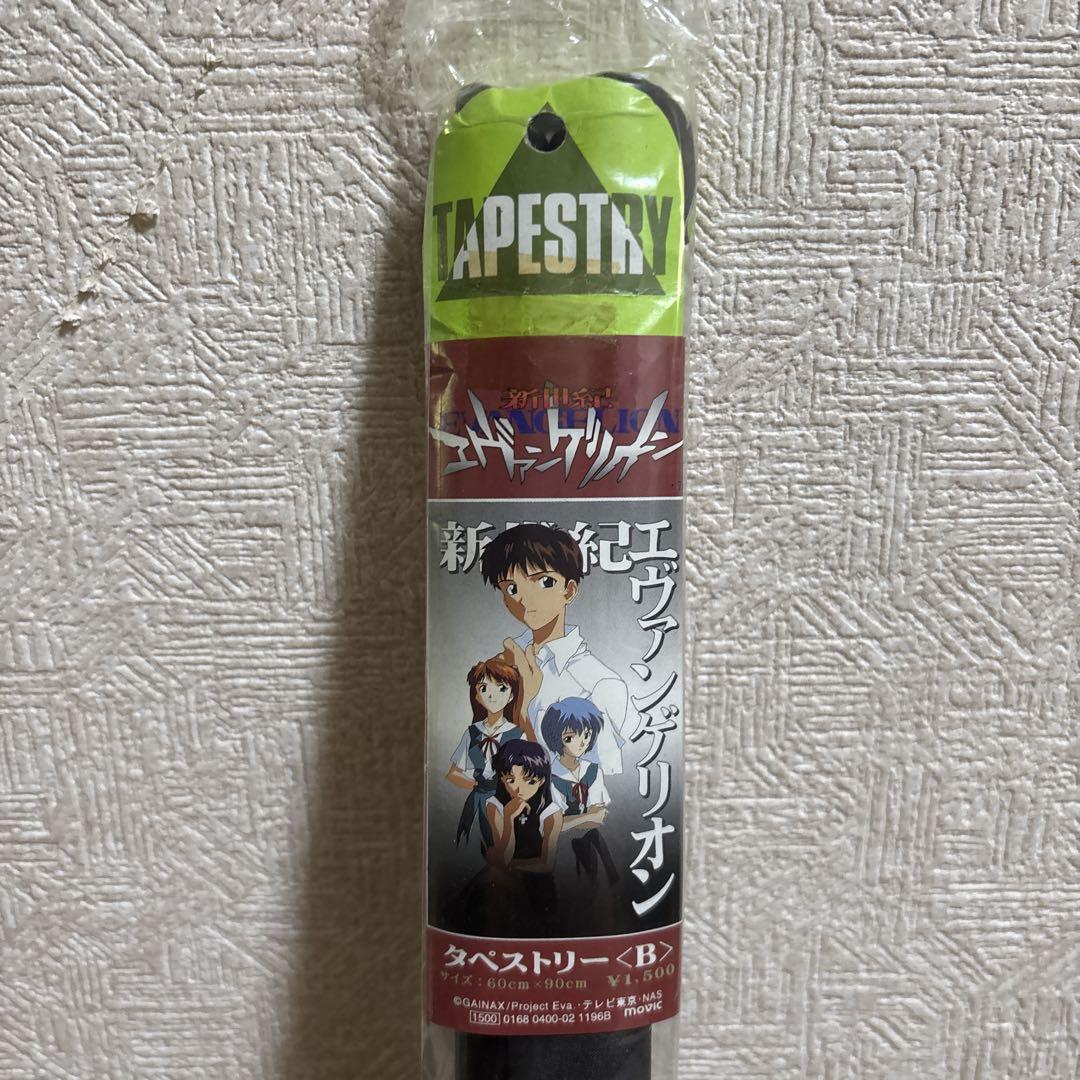 TAPESTRY
新世紀
EVANGELION
エヴァンゲリオン
新世紀
エヴァンゲリオン
タペストリー〈B〉
サイズ：60cm×90cm ¥1,500
©GAINAX/Project Eva.・テレビ東京・NAS
1500 0168 0400-02 1196B movic